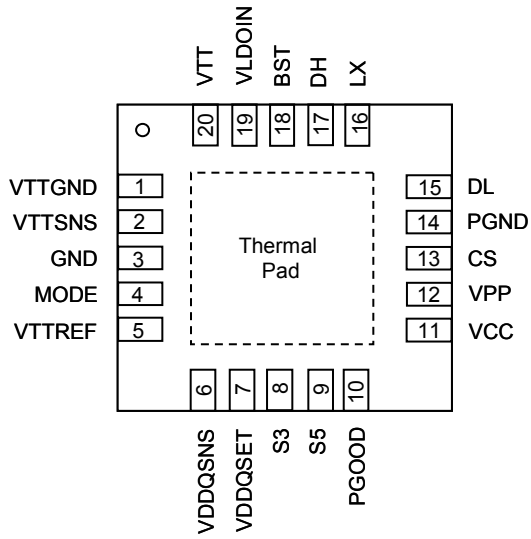 VTT
VLDOIN
BST
DH
LX
20
19
18
17
16
VTTGND 1
VTTSNS 2
GND 3
MODE 4
VTTREF 5
Thermal
Pad
15 DL
14 PGND
13 CS
12 VPP
11 VCC
6
7
8
9
10
VDDQSNS
VDDQSET
S3
S5
PGOOD